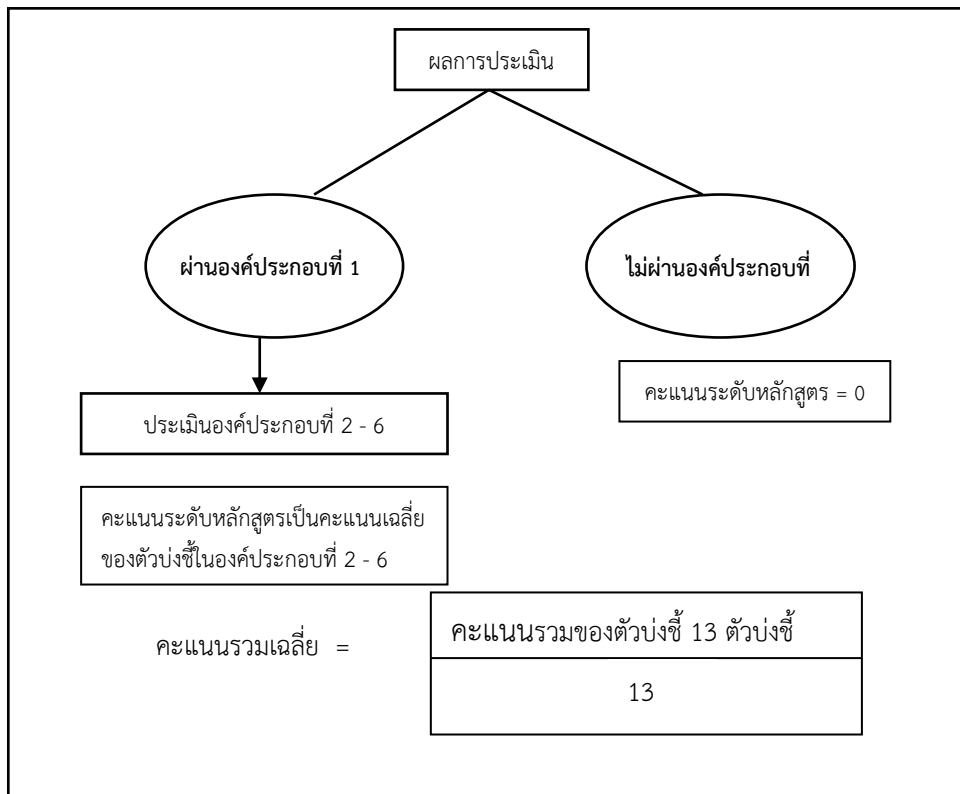 ผลการประเมิน
ผ่านองค์ประกอบที่ 1
ไม่ผ่านองค์ประกอบที่
คะแนนระดับหลักสูตร = 0
ประเมินองค์ประกอบที่ 2 - 6
คะแนนระดับหลักสูตรเป็นคะแนนเฉลี่ย
ของตัวบ่งชี้ในองค์ประกอบที่ 2 - 6
คะแนนรวมเฉลี่ย =
คะแนนรวมของตัวบ่งชี้ 13 ตัวบ่งชี้
13